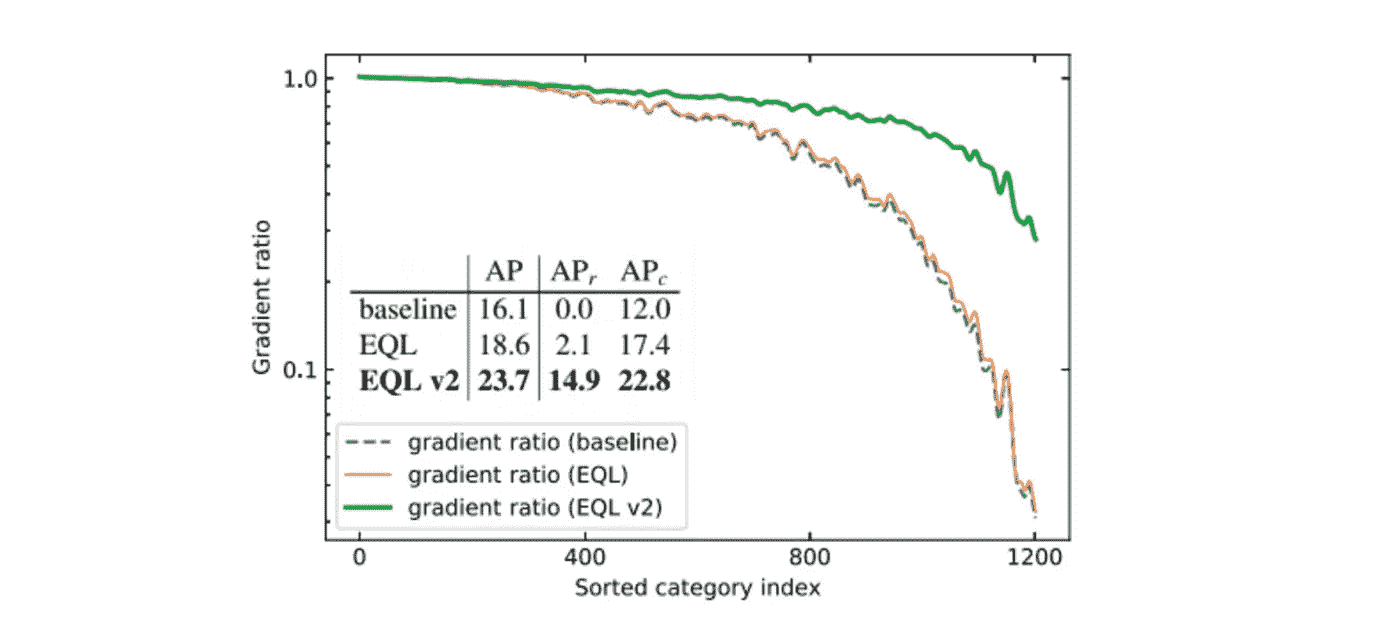 1.0
0.1
Gradient ratio
AP APr APc
baseline 16.1 0.0 12.0
EQL 18.6 2.1 17.4
EQL v2 23.7 14.9 22.8
gradient ratio (baseline)
gradient ratio (EQL)
gradient ratio (EQL v2)
0 400 800 1200
Sorted category index